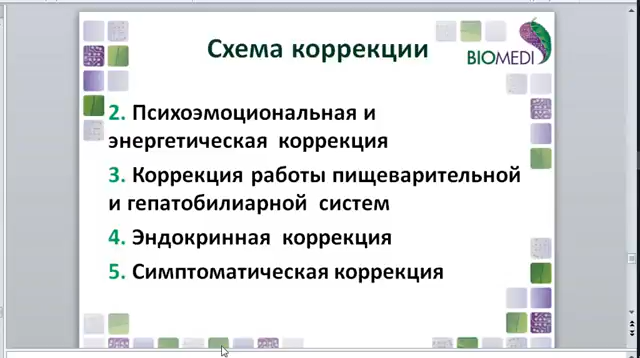 Схема коррекции
BIOMEDI
2. Психоэмоциональная и
энергетическая коррекция
3. Коррекция работы пищеварительной
и гепатобилиарной систем
4. Эндокринная коррекция
5. Симптоматическая коррекция